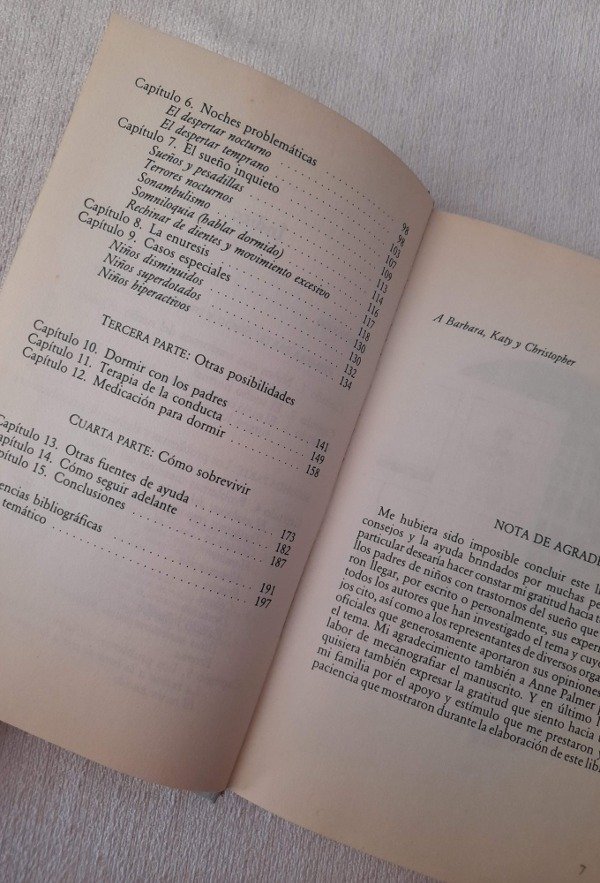 Capítulo 6. Noches problemáticas 96
El despertar nocturno 98
El despertar temprano 103
Capítulo 7. El sueño inquieto 107
Sueños y pesadillas 109
Terrores nocturnos 113
Sonambulismo 114
Somniloquia (hablar dormido) 116
Rechinar de dientes y movimiento excesivo 117
Capítulo 8. La enuresis 118
Capítulo 9. Casos especiales 130
Niños disminuidos 130
Niños superdotados 132
Niños hiperactivos 134
TERCERA PARTE: Otras posibilidades
Capítulo 10. Dormir con los padres 141
Capítulo 11. Terapia de la conducta 149
Capítulo 12. Medicación para dormir 158
CUARTA PARTE: Cómo sobrevivir
Capítulo 13. Otras fuentes de ayuda 173
apítulo 14. Cómo seguir adelante 182
pítulo 15. Conclusiones 187
encias bibliográficas 191
temático 197
A Barbara, Katy y Christopher
NOTA DE AGRADE
Me hubiera sido imposible concluir este li
consejos y la ayuda brindados por muchas pe
particular desearía hacer constar mi gratitud hacia t
llos padres de niños con trastornos del sueño que
ron llegar, por escrito o personalmente, sus exper
todos los autores que han investigado el tema y cuy
jos cito, así como a los representantes de diversos orga
oficiales que generosamente aportaron sus opiniones
el tema. Mi agradecimiento también a Anne Palmer
labor de mecanografiar el manuscrito. Y en último l
quisiera también expresar la gratitud que siento hacia
mi familia por el apoyo y estímulo que me prestaron y
paciencia que mostraron durante la elaboración de este lib
7